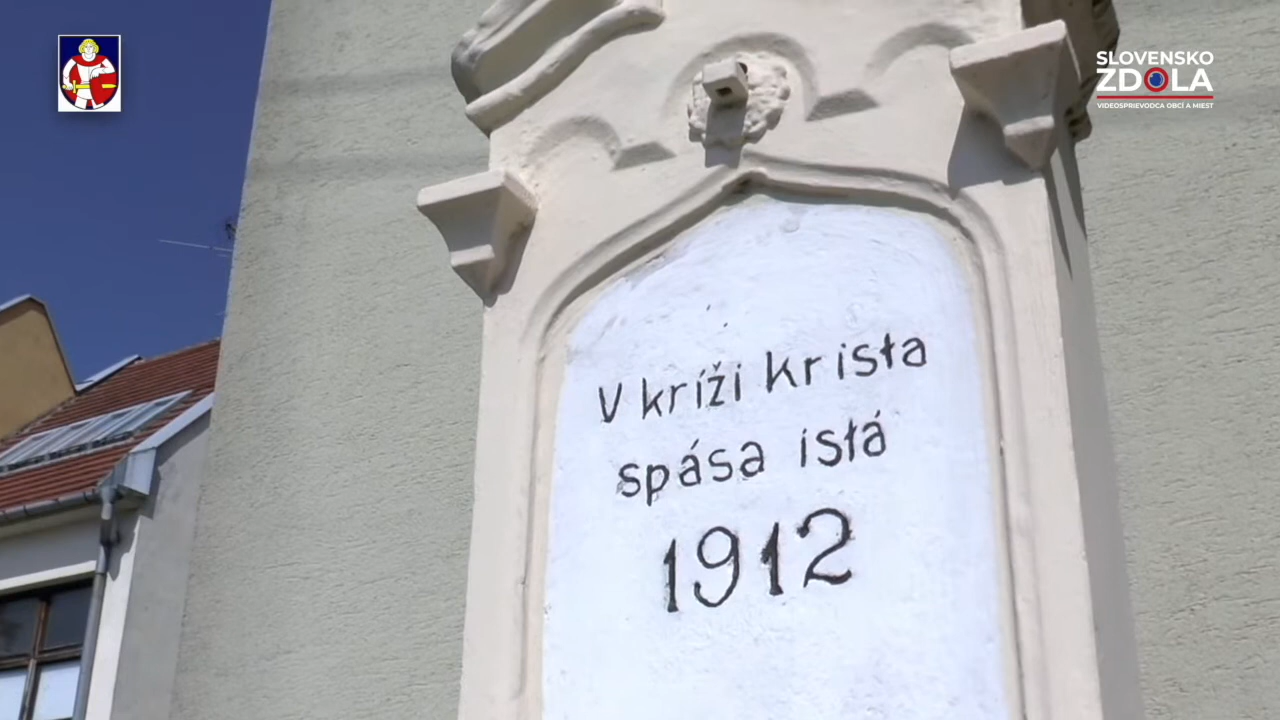 SLOVENSKO
ZDOLA
VIDEOSPRIEVODCA OBCÍ A MIEST
V kríži krista
spása istá
1912